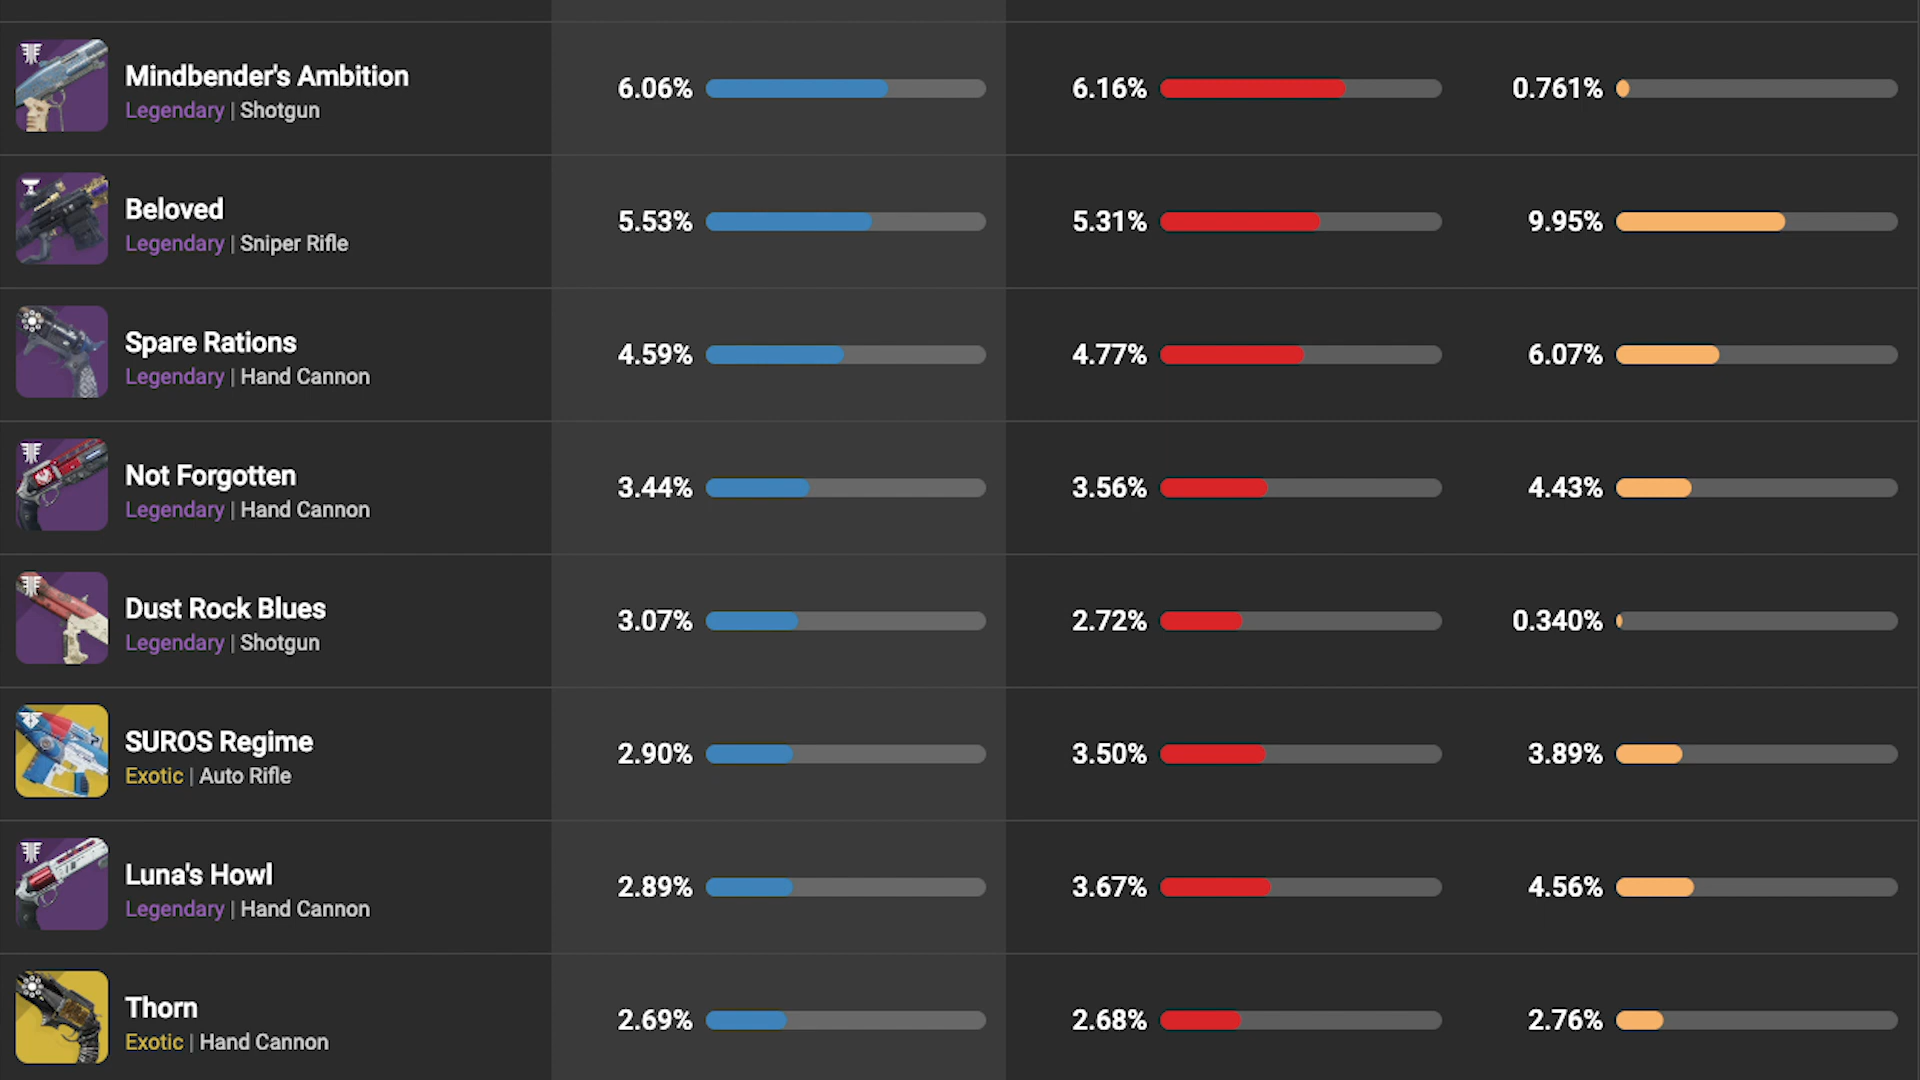 Mindbender's Ambition
Legendary | Shotgun
6.06%
6.16%
0.761%
Beloved
Legendary | Sniper Rifle
5.53%
5.31%
9.95%
Spare Rations
Legendary | Hand Cannon
4.59%
4.77%
6.07%
Not Forgotten
Legendary | Hand Cannon
3.44%
3.56%
4.43%
Dust Rock Blues
Legendary | Shotgun
3.07%
2.72%
0.340%
SUROS Regime
Exotic | Auto Rifle
2.90%
3.50%
3.89%
Luna's Howl
Legendary | Hand Cannon
2.89%
3.67%
4.56%
Thorn
Exotic | Hand Cannon
2.69%
2.68%
2.76%